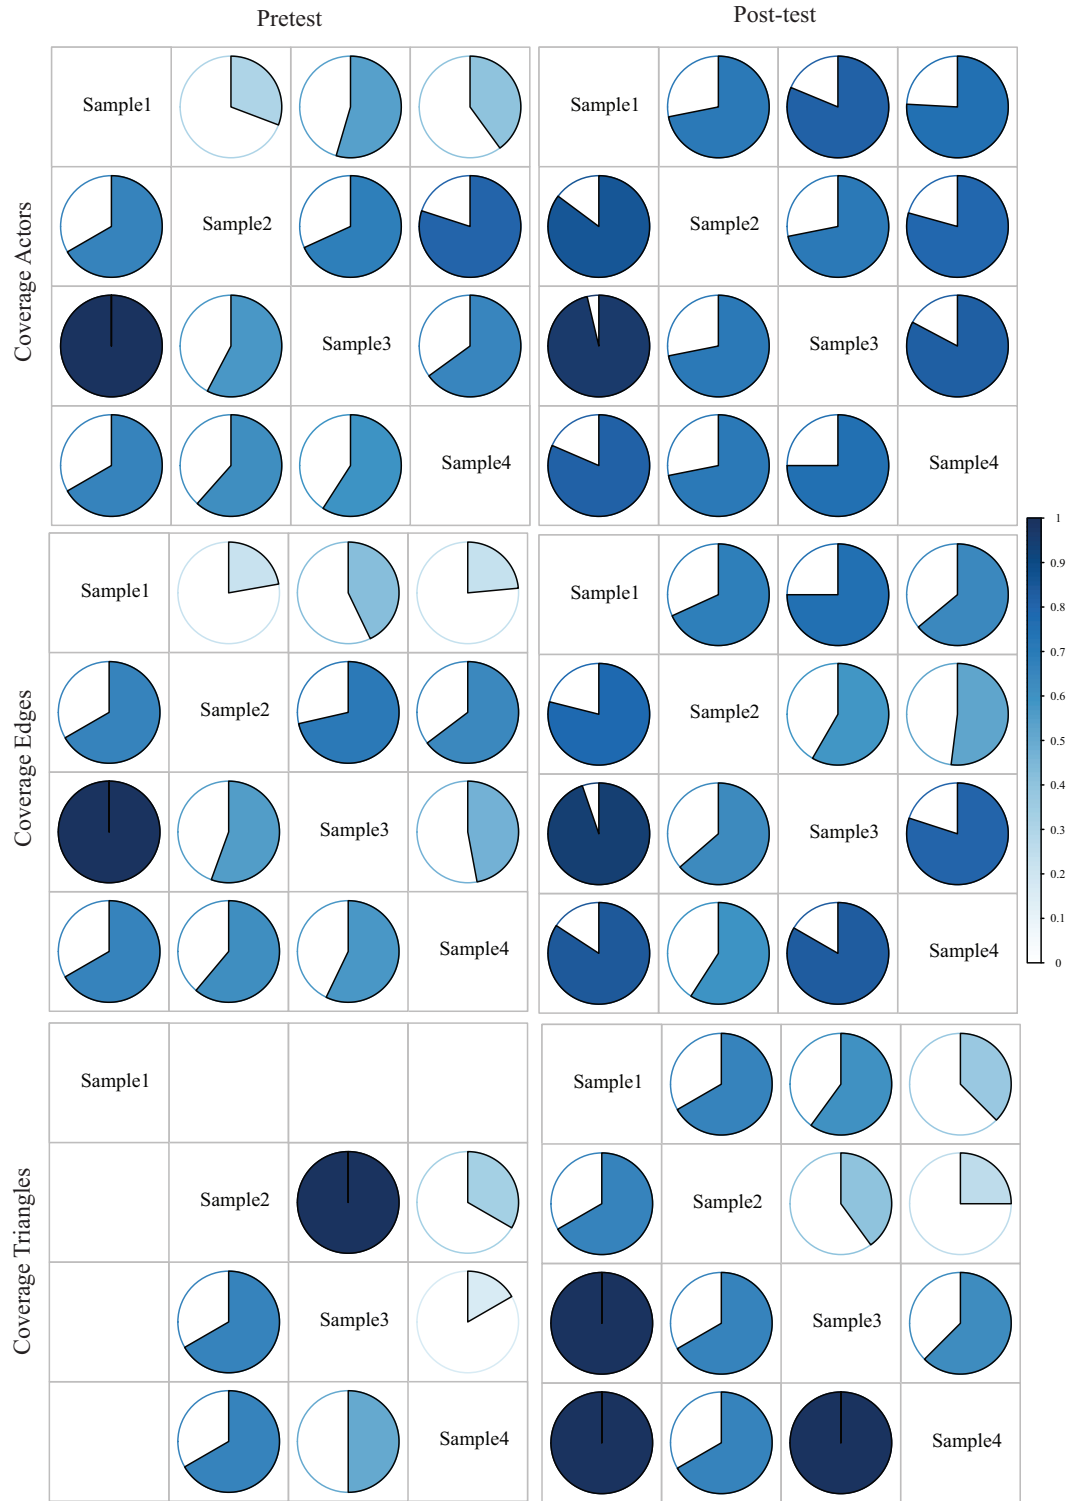 Pretest
Post-test
Coverage Actors
Sample1
Sample2
Sample3
Sample4
Sample1
Sample2
Sample3
Sample4
Coverage Edges
Sample1
Sample2
Sample3
Sample4
Sample1
Sample2
Sample3
Sample4
1
0.9
0.8
0.7
0.6
0.5
0.4
0.3
0.2
0.1
0
Coverage Triangles
Sample1
Sample2
Sample3
Sample4
Sample1
Sample2
Sample3
Sample4